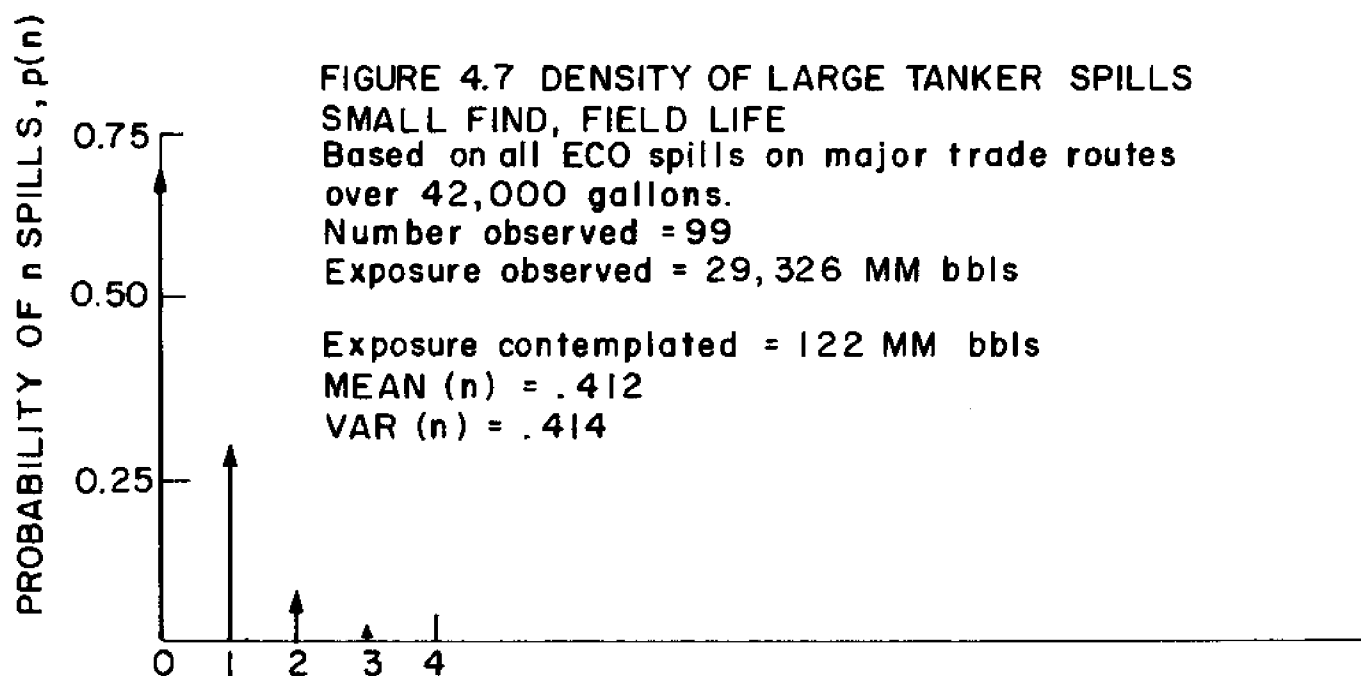 FIGURE 4.7 DENSITY OF LARGE TANKER SPILLS
SMALL FIND, FIELD LIFE
Based on all ECO spills on major trade routes
over 42,000 gallons.
Number observed = 99
Exposure observed = 29,326 MM bbls
Exposure contemplated = 122 MM bbls
MEAN (n) = .412
VAR (n) = .414
PROBABILITY OF n SPILLS, p(n)
0.75
0.50
0.25
0 1 2 3 4